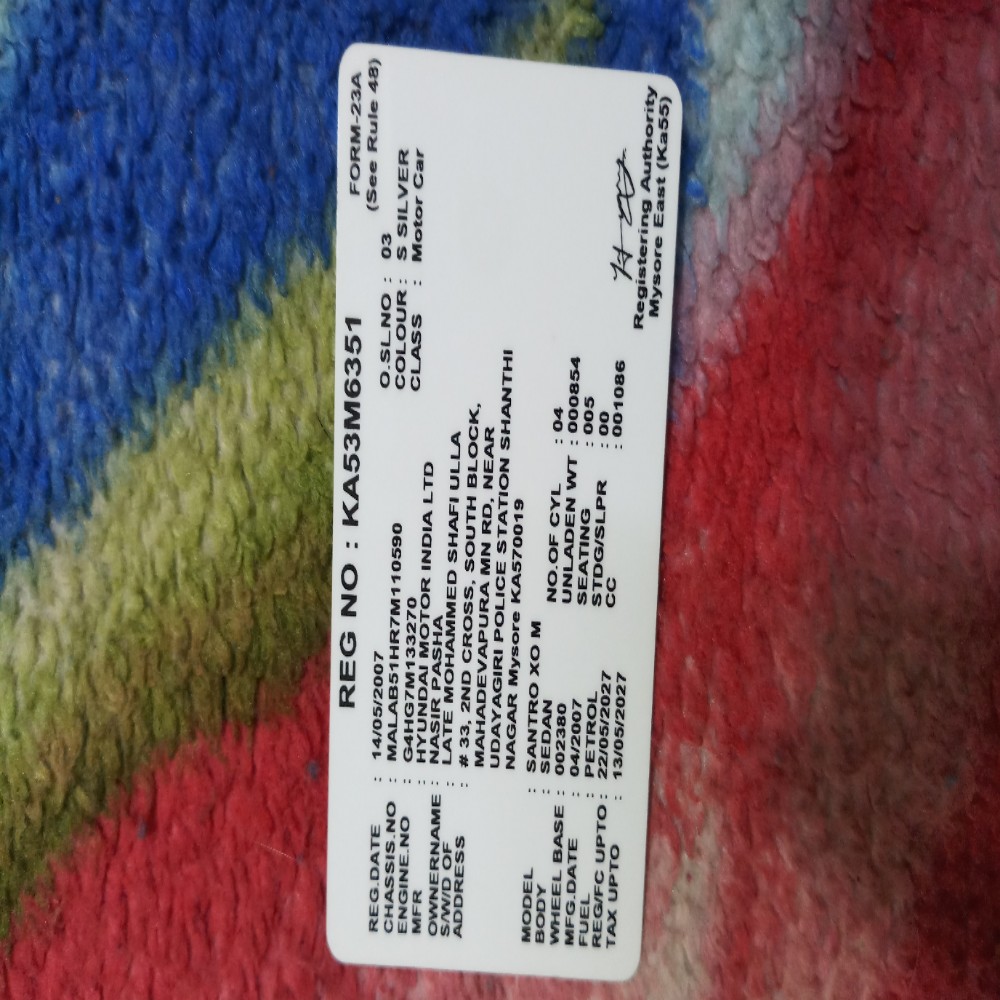 FORM-23A
REG NO : KA53M6351 (See Rule 48)
REG.DATE : 14/05/2007 O.SL.NO : 03
CHASSIS.NO : MALAB51HR7M110590 COLOUR : S SILVER
ENGINE.NO : G4HG7M133270 CLASS : Motor Car
MFR : HYUNDAI MOTOR INDIA LTD
OWNERNAME : NASIR PASHA
S/W/D OF : LATE MOHAMMED SHAFI ULLA
ADDRESS : # 33, 2ND CROSS, SOUTH BLOCK,
MAHADEVAPURA MN RD, NEAR
UDAYAGIRI POLICE STATION SHANTHI
NAGAR Mysore KA570019
MODEL : SANTRO XO M
BODY : SEDAN NO.OF CYL : 04
WHEEL BASE : 002380 UNLADEN WT : 000854
MFG.DATE : 04/2007 SEATING : 005
FUEL : PETROL STDG/SLPR : 00
REG/FC UPTO : 22/05/2027 CC : 001086
TAX UPTO : 13/05/2027
Registering Authority
Mysore East (Ka55)